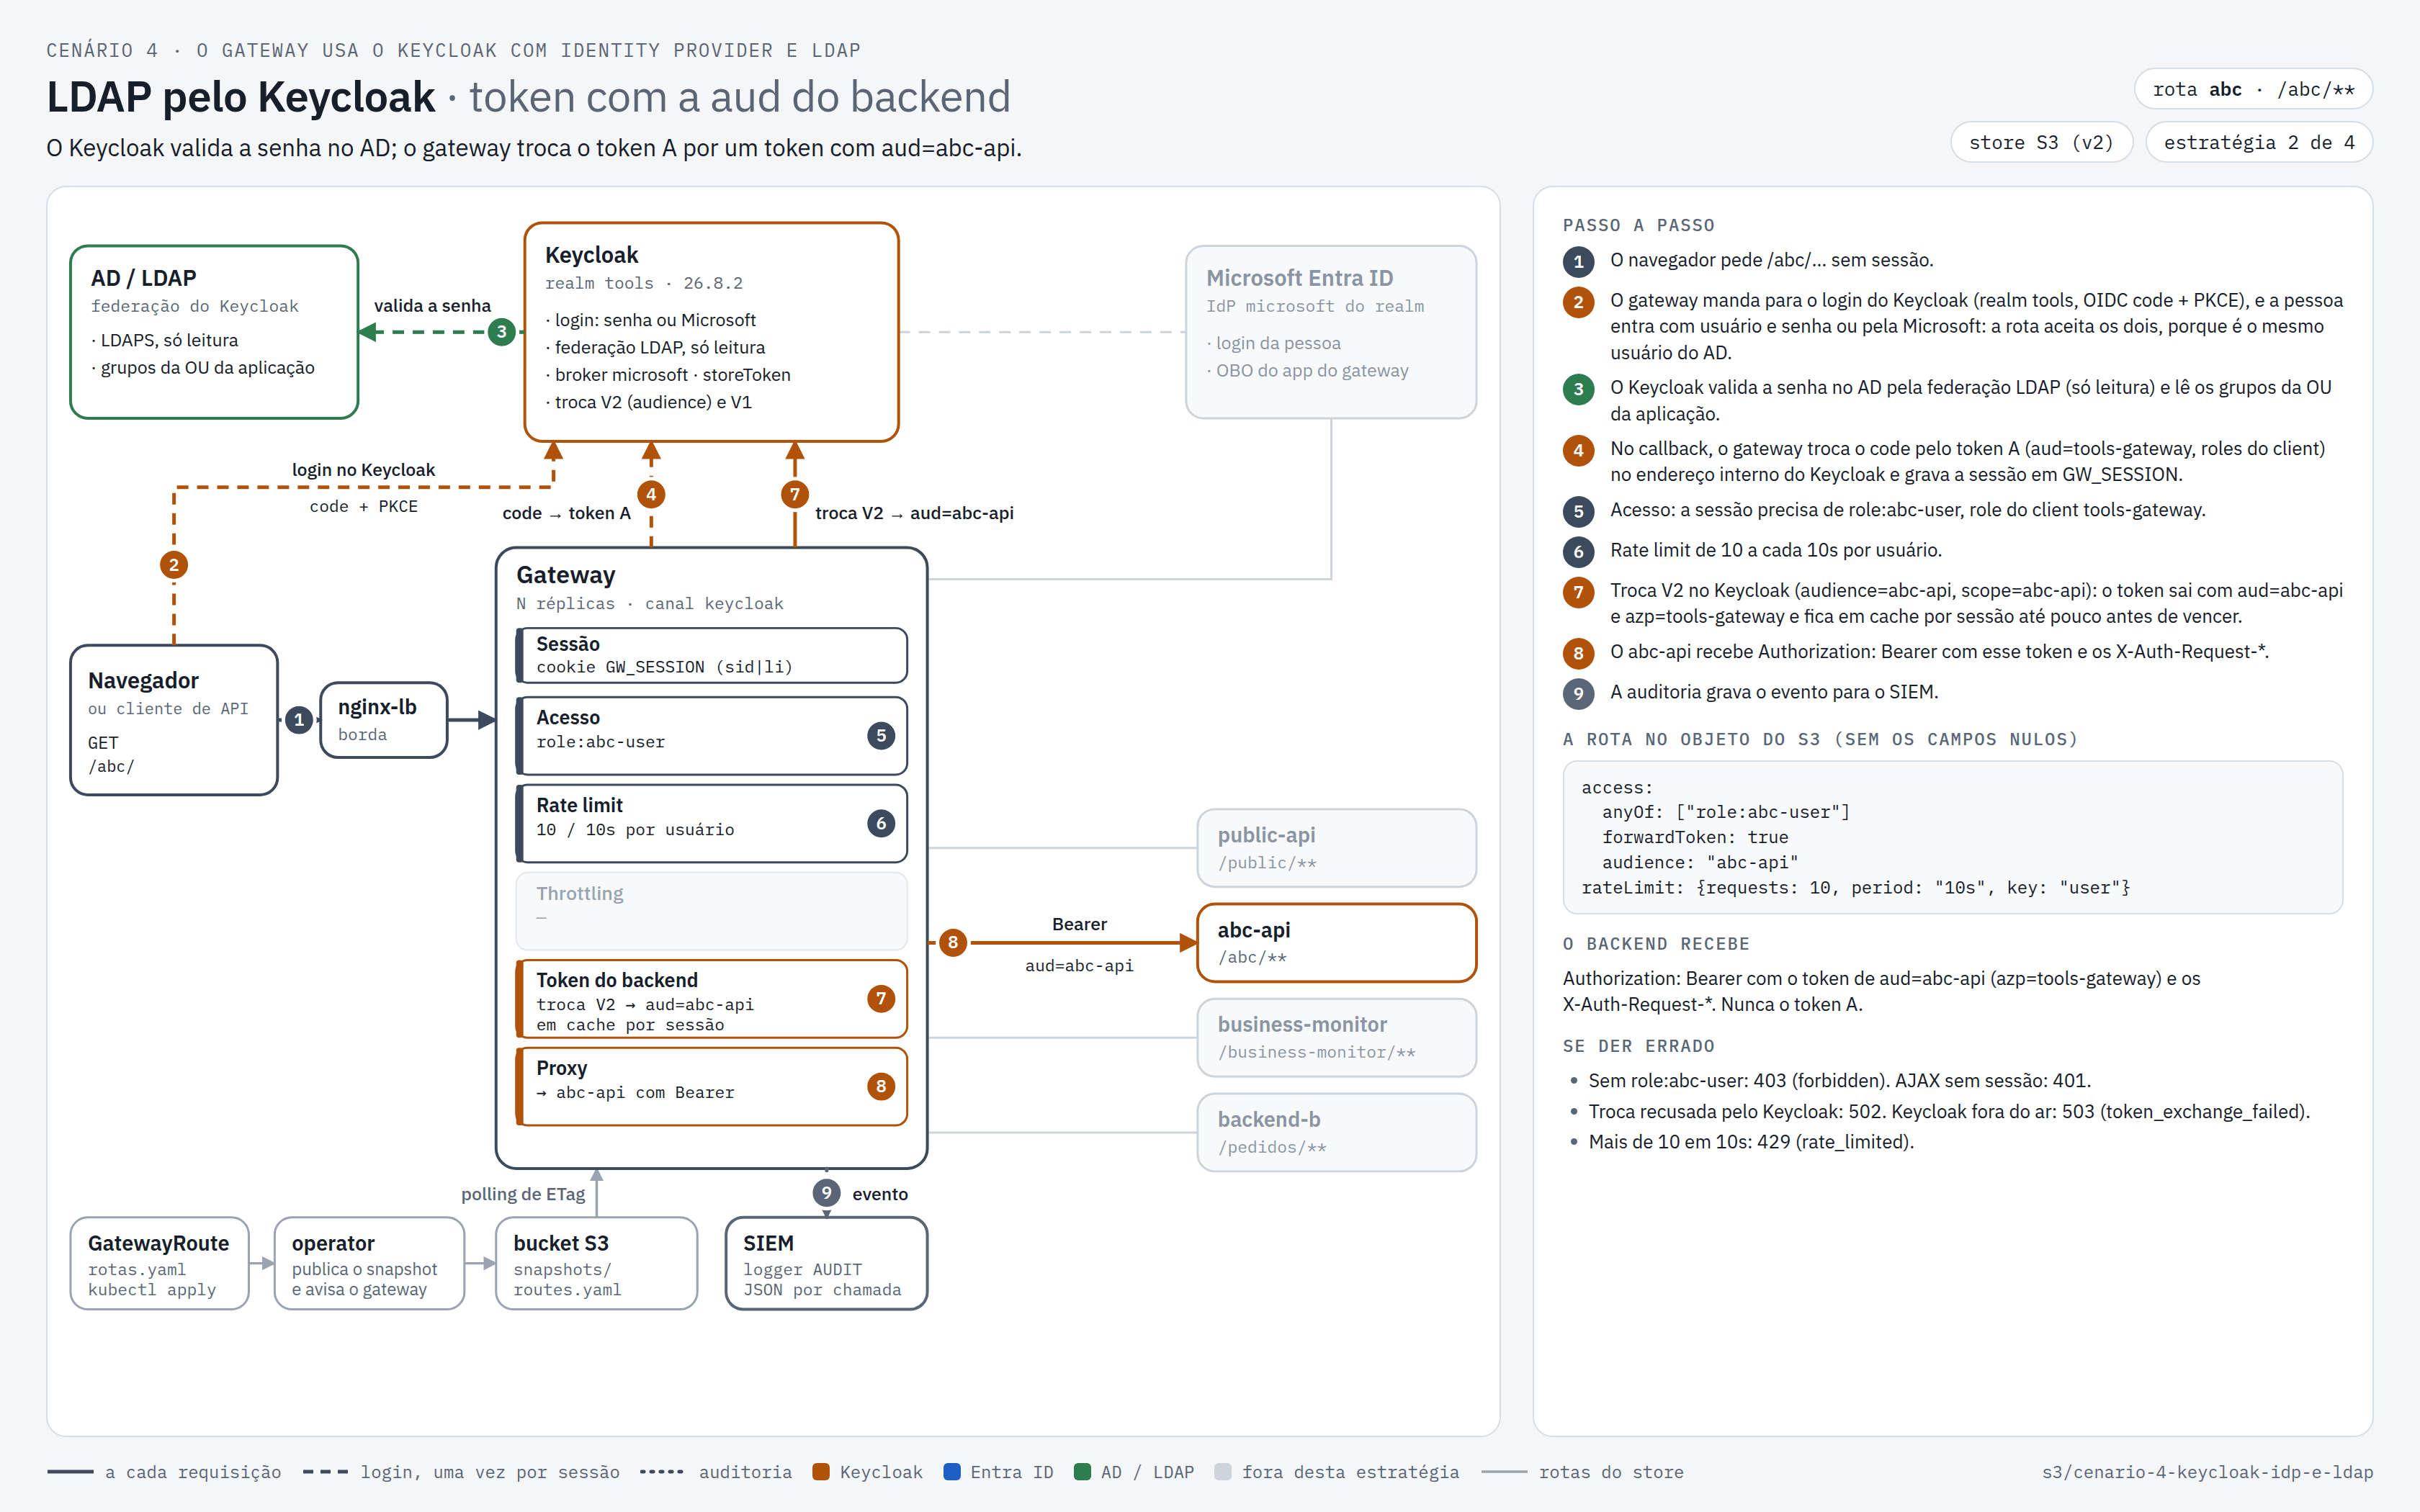 CENÁRIO 4 · O GATEWAY USA O KEYCLOAK COM IDENTITY PROVIDER E LDAP
LDAP pelo Keycloak · token com a aud do backend
O Keycloak valida a senha no AD; o gateway troca o token A por um token com aud=abc-api.
rota abc · /abc/**
store S3 (v2)
estratégia 2 de 4
AD / LDAP
federação do Keycloak
· LDAPS, só leitura
· grupos da OU da aplicação
valida a senha
3
Keycloak
realm tools · 26.8.2
· login: senha ou Microsoft
· federação LDAP, só leitura
· broker microsoft · storeToken
· troca V2 (audience) e V1
Microsoft Entra ID
IdP microsoft do realm
· login da pessoa
· OBO do app do gateway
login no Keycloak
code + PKCE
2
4
code → token A
7
troca V2 → aud=abc-api
Navegador
ou cliente de API
GET
/abc/
1
nginx-lb
borda
Gateway
N réplicas · canal keycloak
Sessão
cookie GW_SESSION (sid|li)
Acesso
role:abc-user
5
Rate limit
10 / 10s por usuário
6
Throttling
—
Token do backend
troca V2 → aud=abc-api
em cache por sessão
7
Proxy
→ abc-api com Bearer
8
8
Bearer
aud=abc-api
public-api
/public/**
abc-api
/abc/**
business-monitor
/business-monitor/**
backend-b
/pedidos/**
polling de ETag
9
evento
GatewayRoute
rotas.yaml
kubectl apply
operator
publica o snapshot
e avisa o gateway
bucket S3
snapshots/
routes.yaml
SIEM
logger AUDIT
JSON por chamada
PASSO A PASSO
1 O navegador pede /abc/... sem sessão.
2 O gateway manda para o login do Keycloak (realm tools, OIDC code + PKCE), e a pessoa
entra com usuário e senha ou pela Microsoft: a rota aceita os dois, porque é o mesmo
usuário do AD.
3 O Keycloak valida a senha no AD pela federação LDAP (só leitura) e lê os grupos da OU
da aplicação.
4 No callback, o gateway troca o code pelo token A (aud=tools-gateway, roles do client)
no endereço interno do Keycloak e grava a sessão em GW_SESSION.
5 Acesso: a sessão precisa de role:abc-user, role do client tools-gateway.
6 Rate limit de 10 a cada 10s por usuário.
7 Troca V2 no Keycloak (audience=abc-api, scope=abc-api): o token sai com aud=abc-api
e azp=tools-gateway e fica em cache por sessão até pouco antes de vencer.
8 O abc-api recebe Authorization: Bearer com esse token e os X-Auth-Request-*.
9 A auditoria grava o evento para o SIEM.
A ROTA NO OBJETO DO S3 (SEM OS CAMPOS NULOS)
access:
  anyOf: ["role:abc-user"]
  forwardToken: true
  audience: "abc-api"
rateLimit: {requests: 10, period: "10s", key: "user"}
O BACKEND RECEBE
Authorization: Bearer com o token de aud=abc-api (azp=tools-gateway) e os
X-Auth-Request-*. Nunca o token A.
SE DER ERRADO
• Sem role:abc-user: 403 (forbidden). AJAX sem sessão: 401.
• Troca recusada pelo Keycloak: 502. Keycloak fora do ar: 503 (token_exchange_failed).
• Mais de 10 em 10s: 429 (rate_limited).
a cada requisição
login, uma vez por sessão
auditoria
Keycloak
Entra ID
AD / LDAP
fora desta estratégia
rotas do store
s3/cenario-4-keycloak-idp-e-ldap